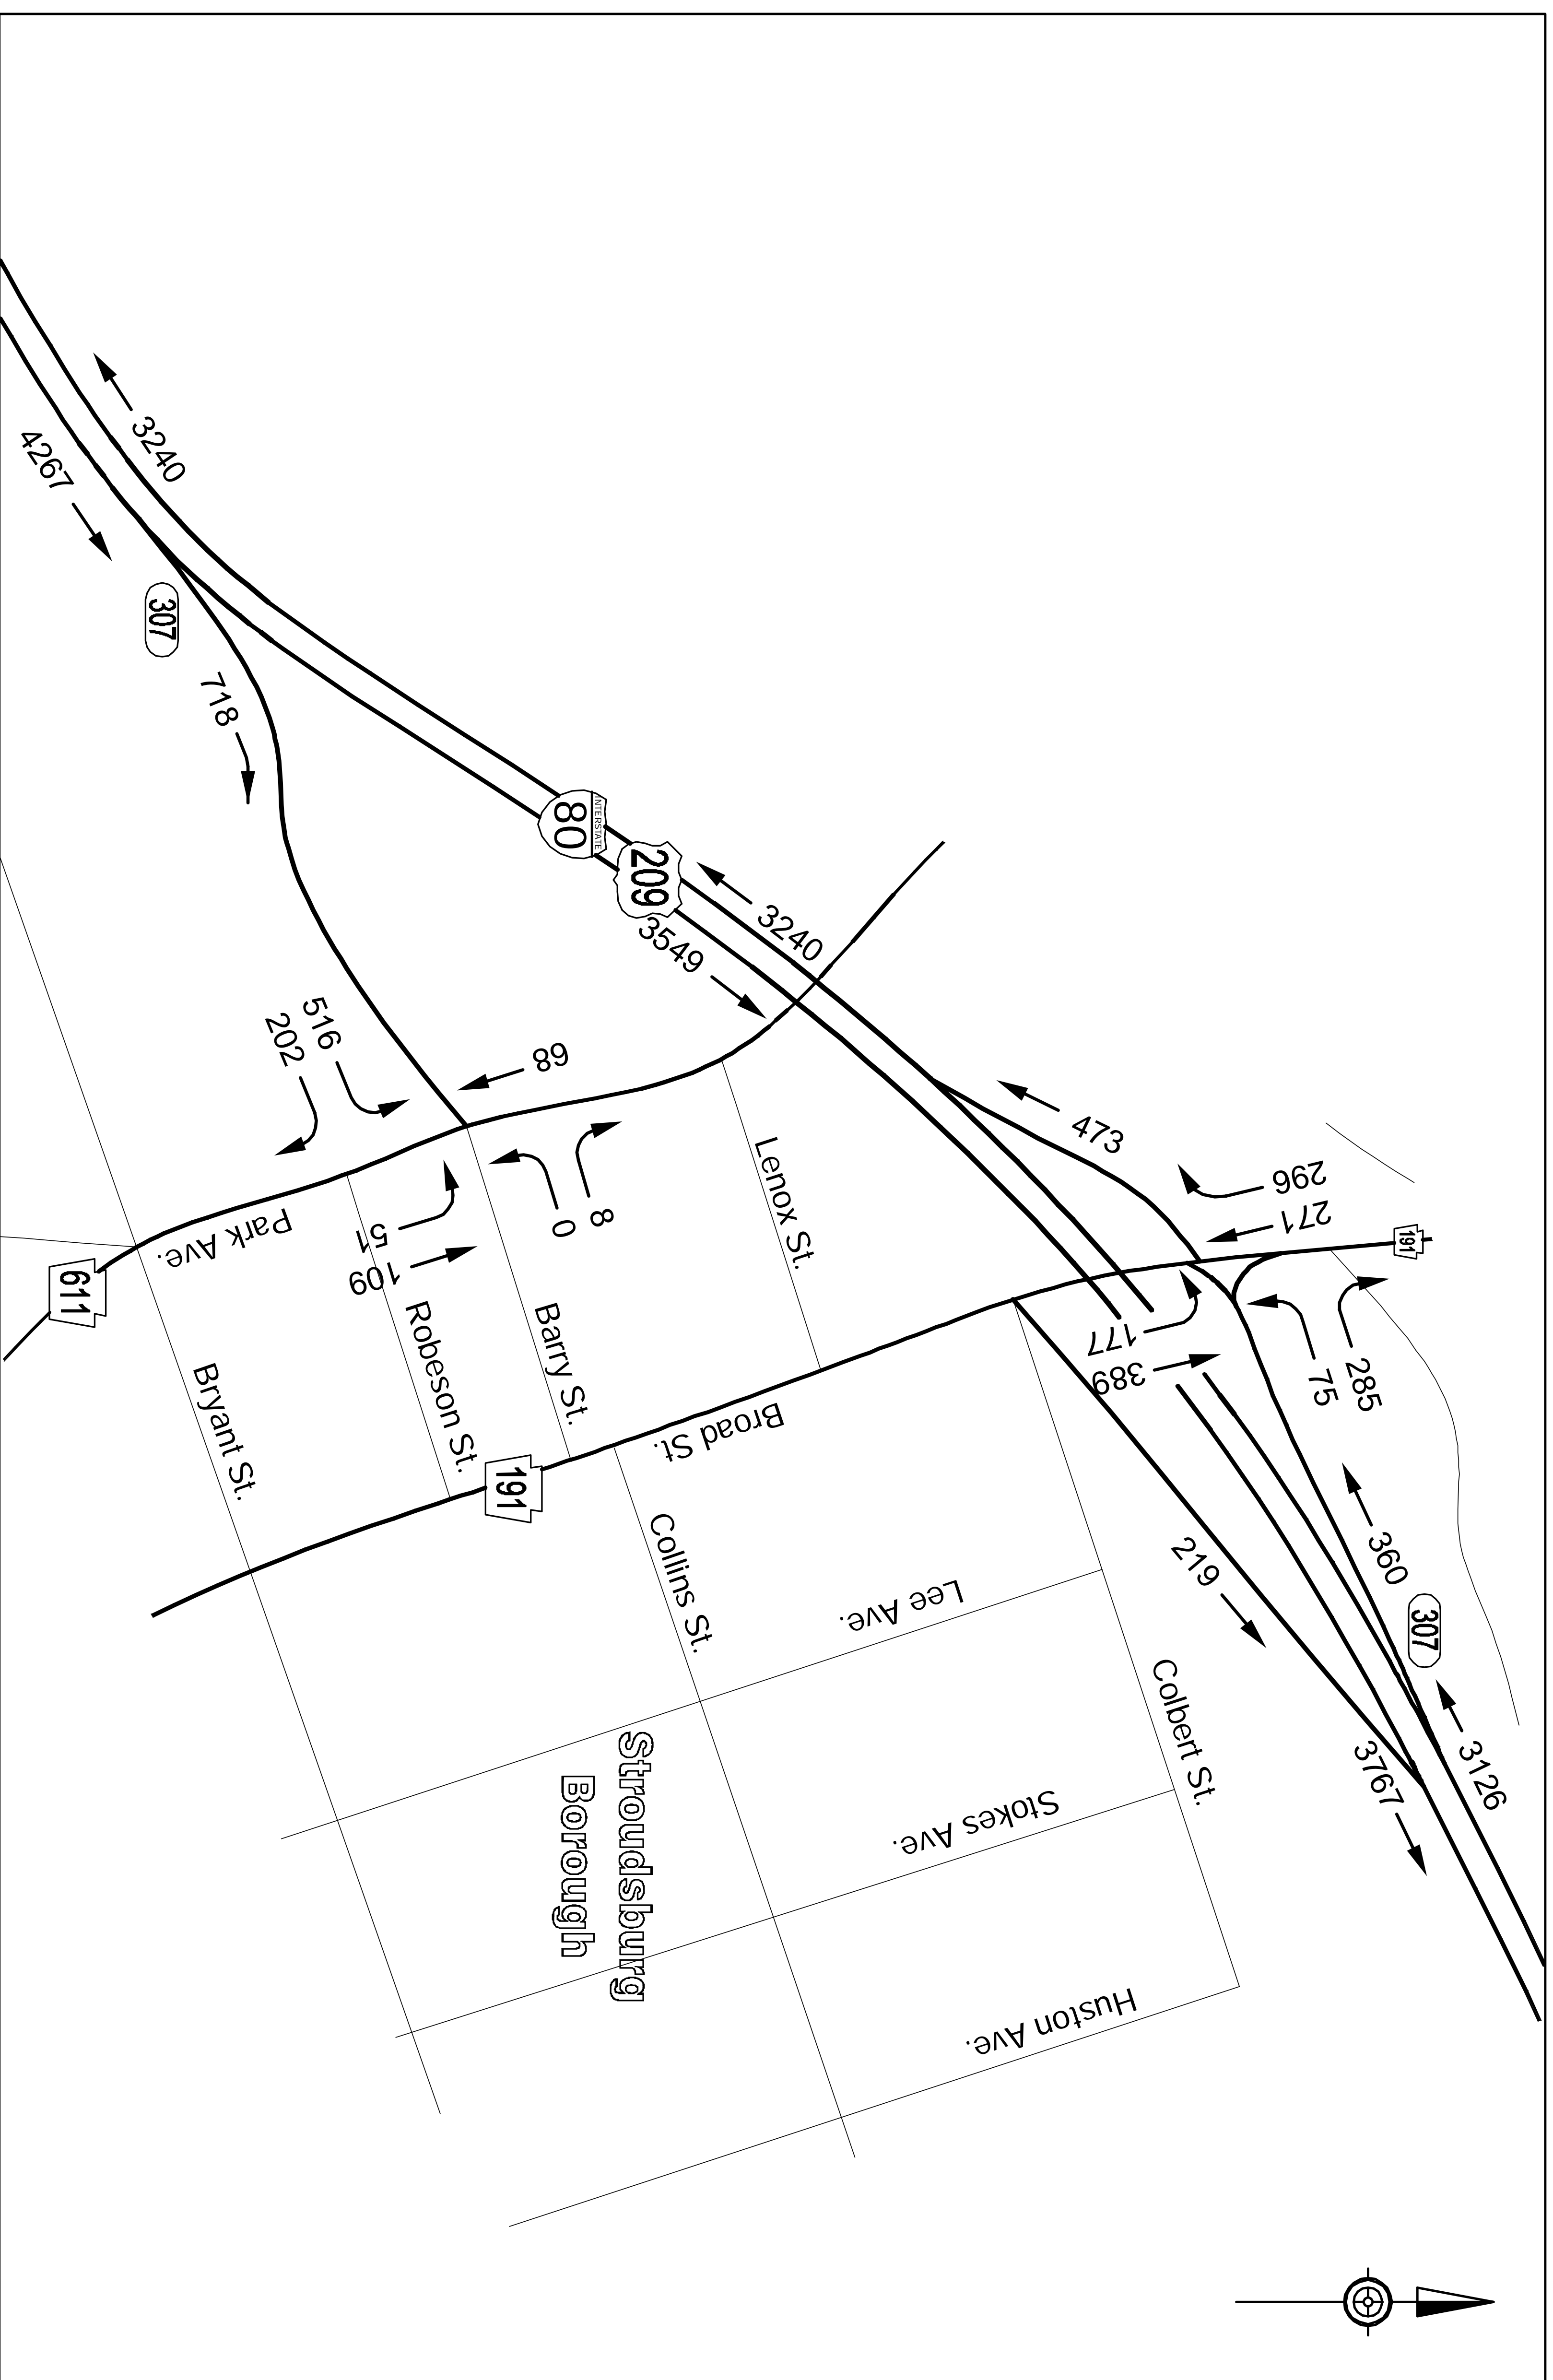 3240
4267
307
718
INTERSTATE
80
209
3240
3549
516
202
68
473
296
271
191
8
0
51
109
Park Ave.
611
Lenox St.
177
389
75
285
Robeson St.
Barry St.
Bryant St.
Broad St.
191
Collins St.
219
360
307
Lee Ave.
Colbert St.
3126
3767
Stroudsburg
Borough
Stokes Ave.
Huston Ave.